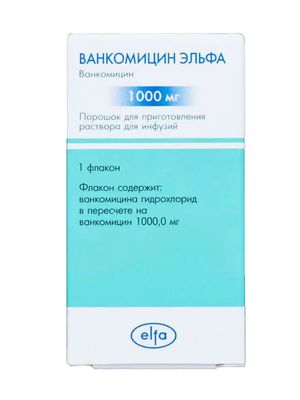 ВАНКОМИЦИН ЭЛЬФА
Ванкомицин
1000 мг
Порошок для приготовления
раствора для инфузий
1 флакон
Флакон содержит:
ванкомицина гидрохлорид
в пересчете на
ванкомицин 1000,0 мг
elfa